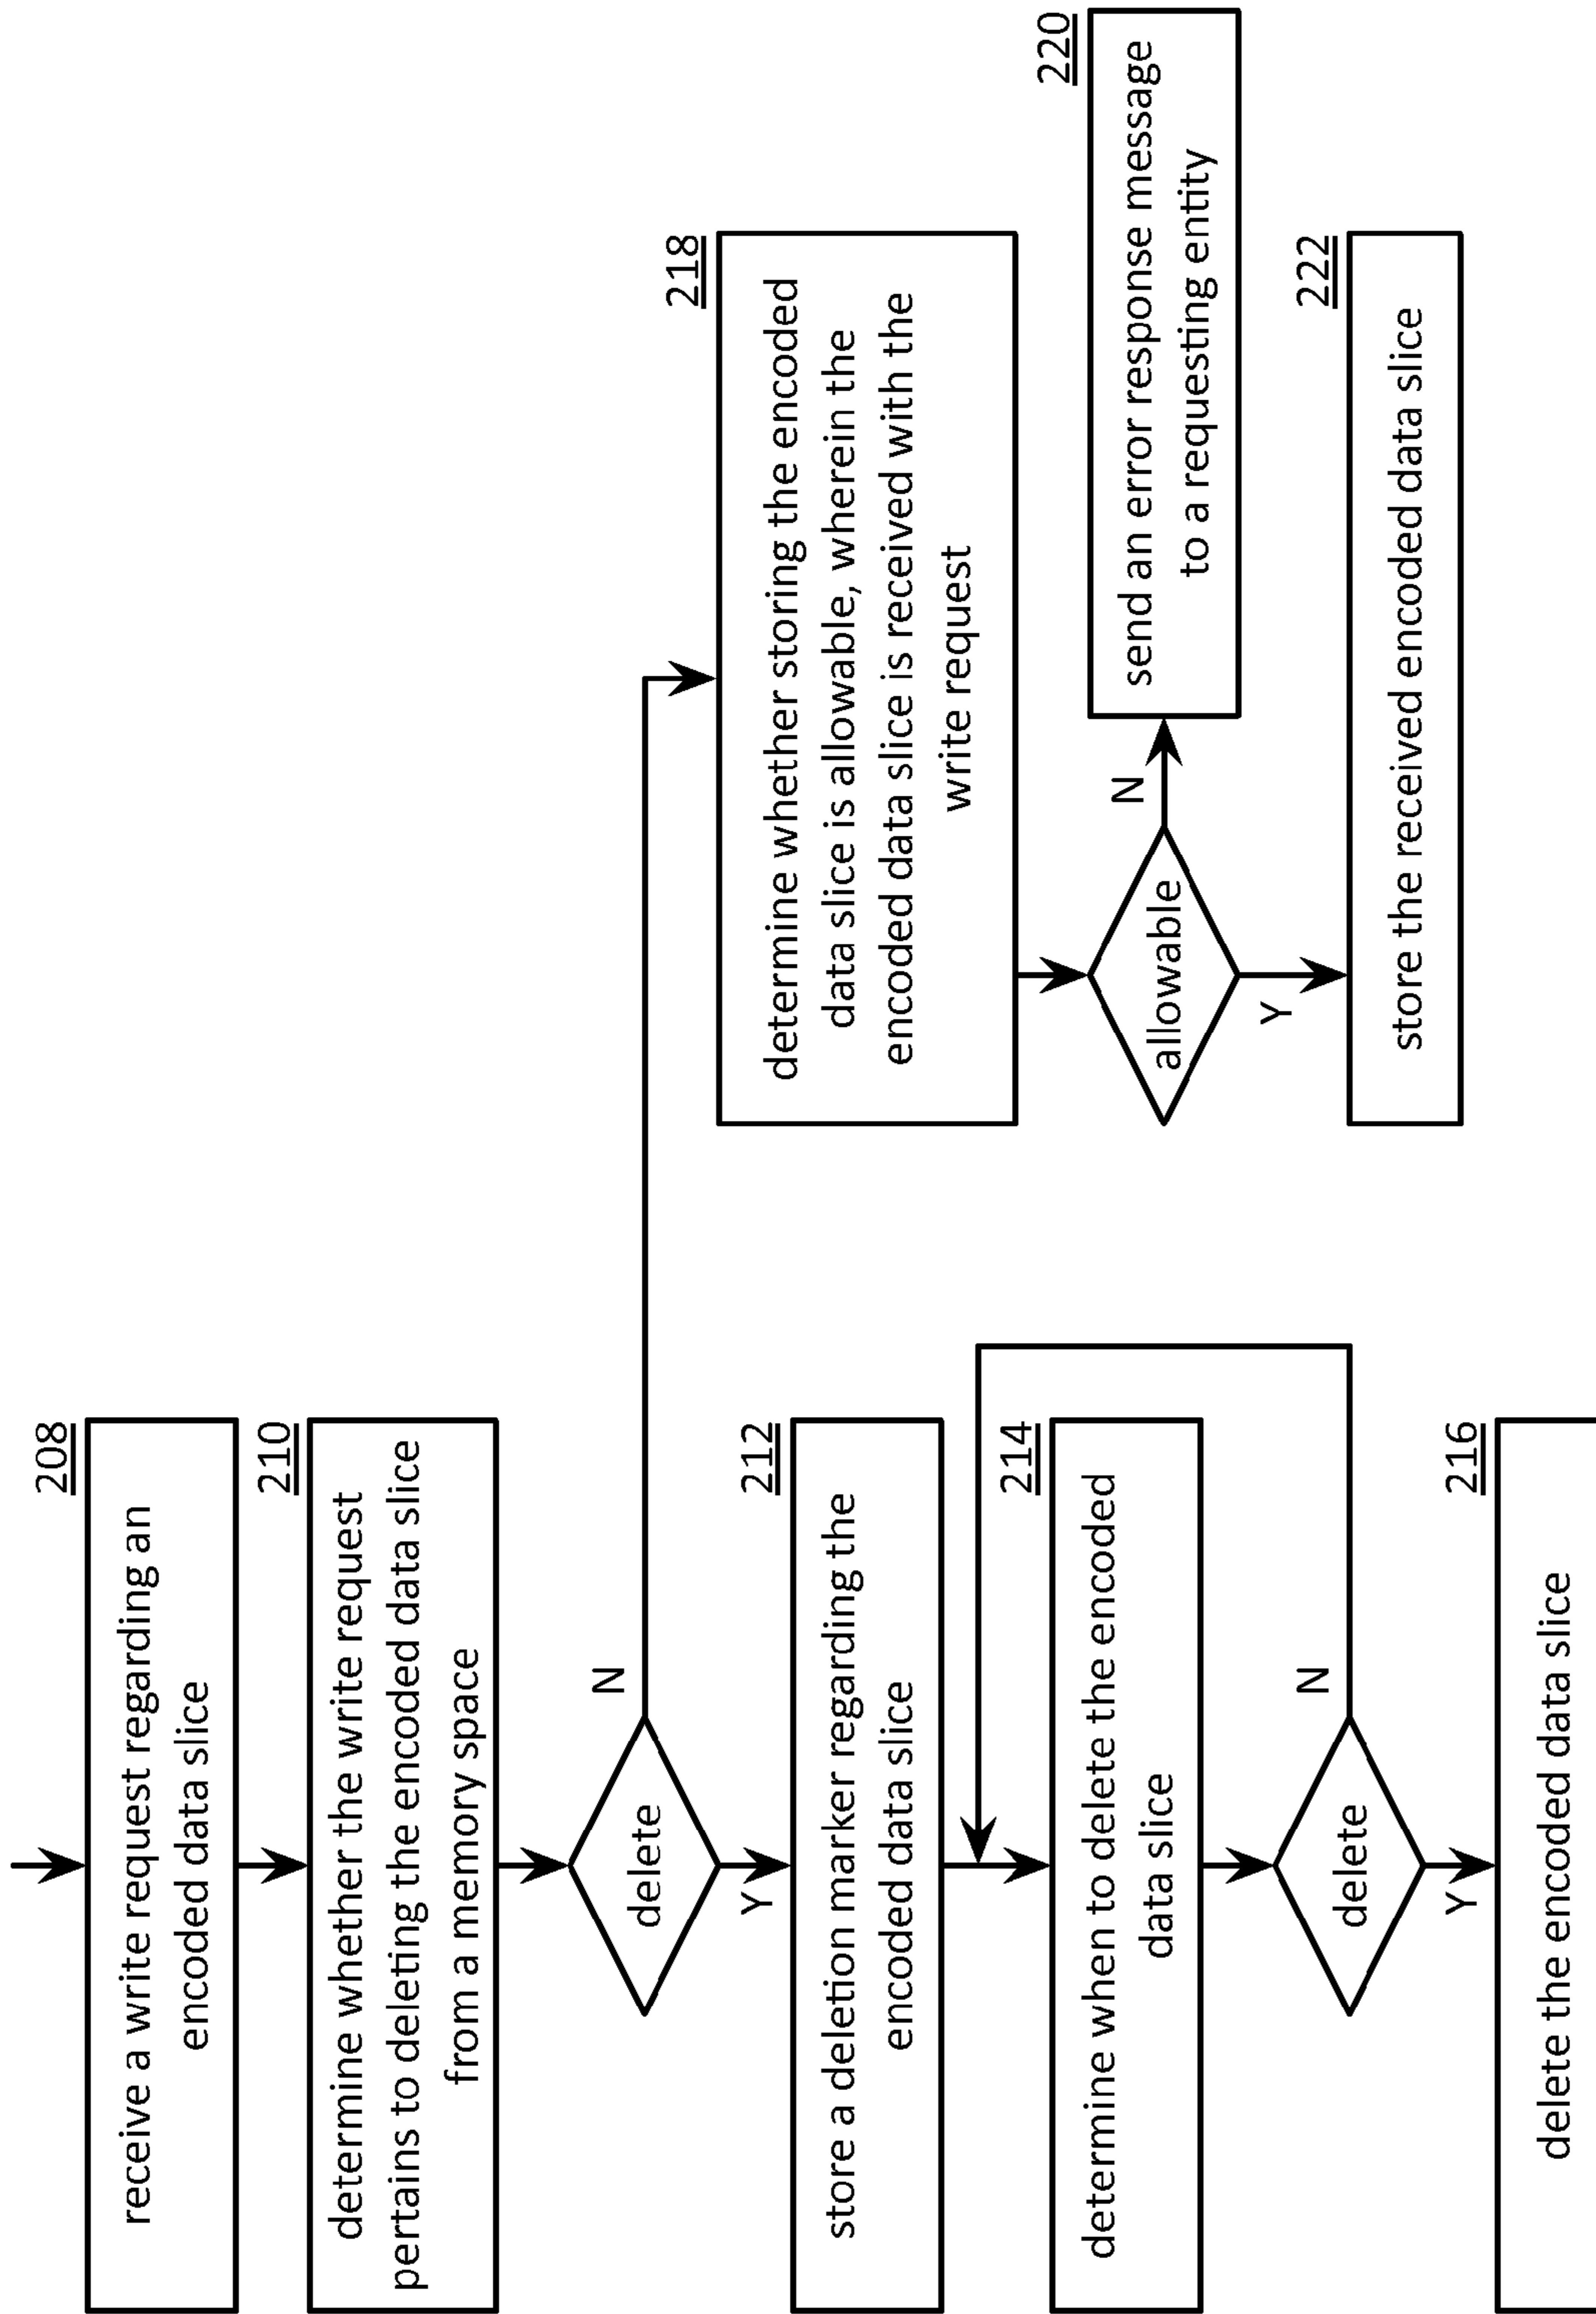 208
receive a write request regarding an
encoded data slice
210
determine whether the write request
pertains to deleting the encoded data slice
from a memory space
delete
N
Y
212
store a deletion marker regarding the
encoded data slice
214
determine when to delete the encoded
data slice
delete
N
Y
216
delete the encoded data slice
218
determine whether storing the encoded
data slice is allowable, wherein the
encoded data slice is received with the
write request
allowable
N
Y
220
send an error response message
to a requesting entity
222
store the received encoded data slice